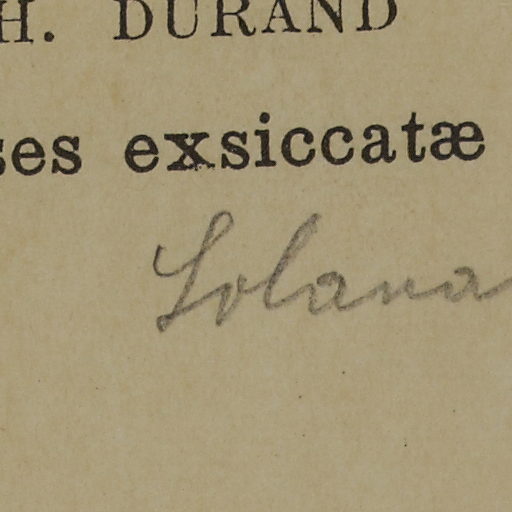 H. DURAND
ses exsiccatæ
Solana